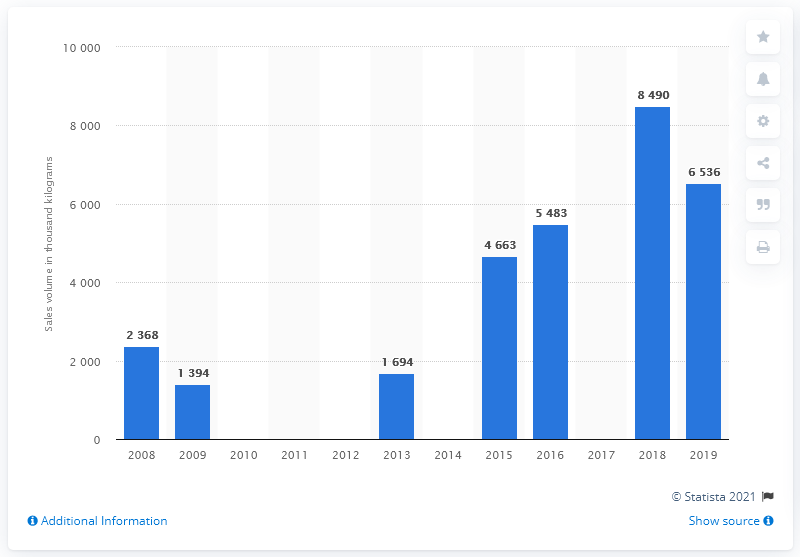 10 000
8 000
6 000
4 000
2 000
0
Sales volume in thousand kilograms
2 368
1 394
1 694
4 663
5 483
8 490
6 536
2008 2009 2010 2011 2012 2013 2014 2015 2016 2017 2018 2019
© Statista 2021
Additional Information
Show source